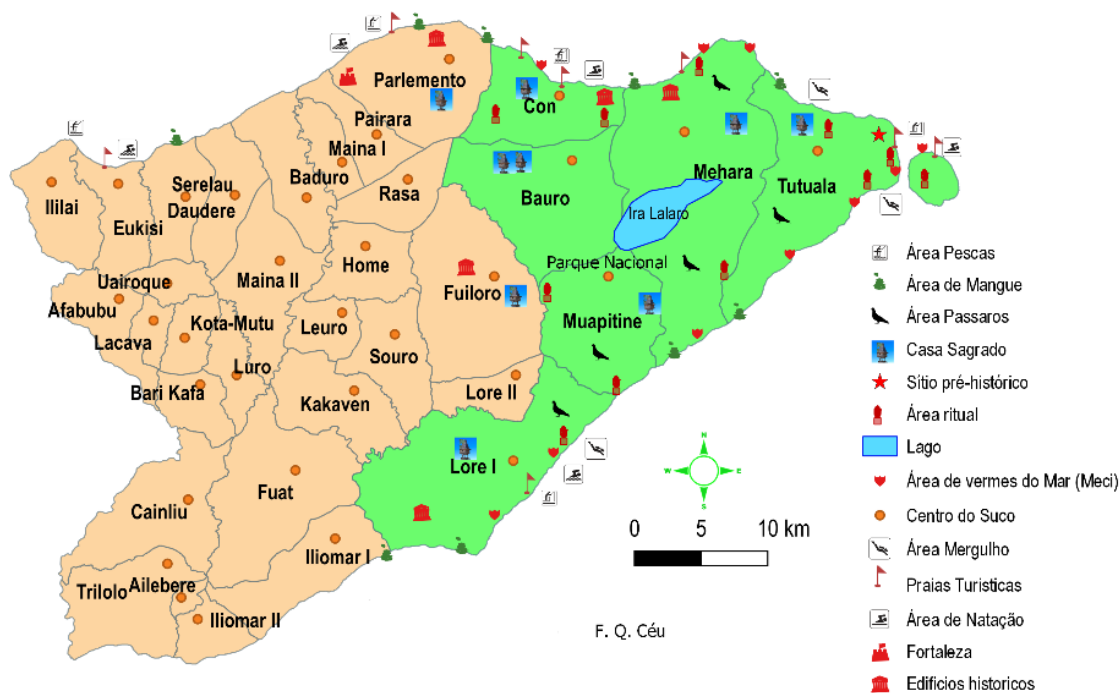 Parlemento
Con
Pairara
Maina I
Baduro
Rasa
Mehara
Tutuala
Bauro
Ililai
Serelau
Daudere
Eukisi
Ira Lalaro
Home
Parque Nacional
Uairoque
Maina II
Fuiloro
Afabubu
Kota-Mutu
Leuro
Muapitine
Lacava
Souro
Luro
Bari Kafa
Kakaven
Lore II
Lore I
Fuat
Cainliu
Iliomar I
Ailebere
Trilolo
Iliomar II
N
W
E
S
0 5 10 km
F. Q. Céu
Área Pescas
Área de Mangue
Área Passaros
Casa Sagrado
Sítio pré-histórico
Área ritual
Lago
Área de vermes do Mar (Meci)
Centro do Suco
Área Mergulho
Praias Turisticas
Área de Natação
Fortaleza
Edificios historicos